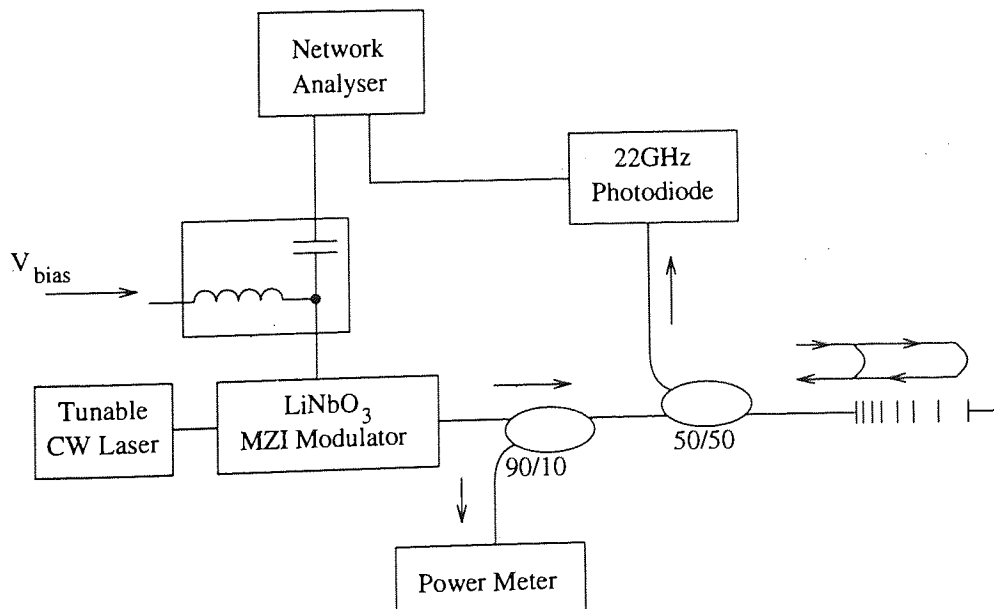 Network
Analyser
22GHz
Photodiode
V bias
Tunable
CW Laser
LiNbO3
MZI Modulator
90/10
50/50
Power Meter